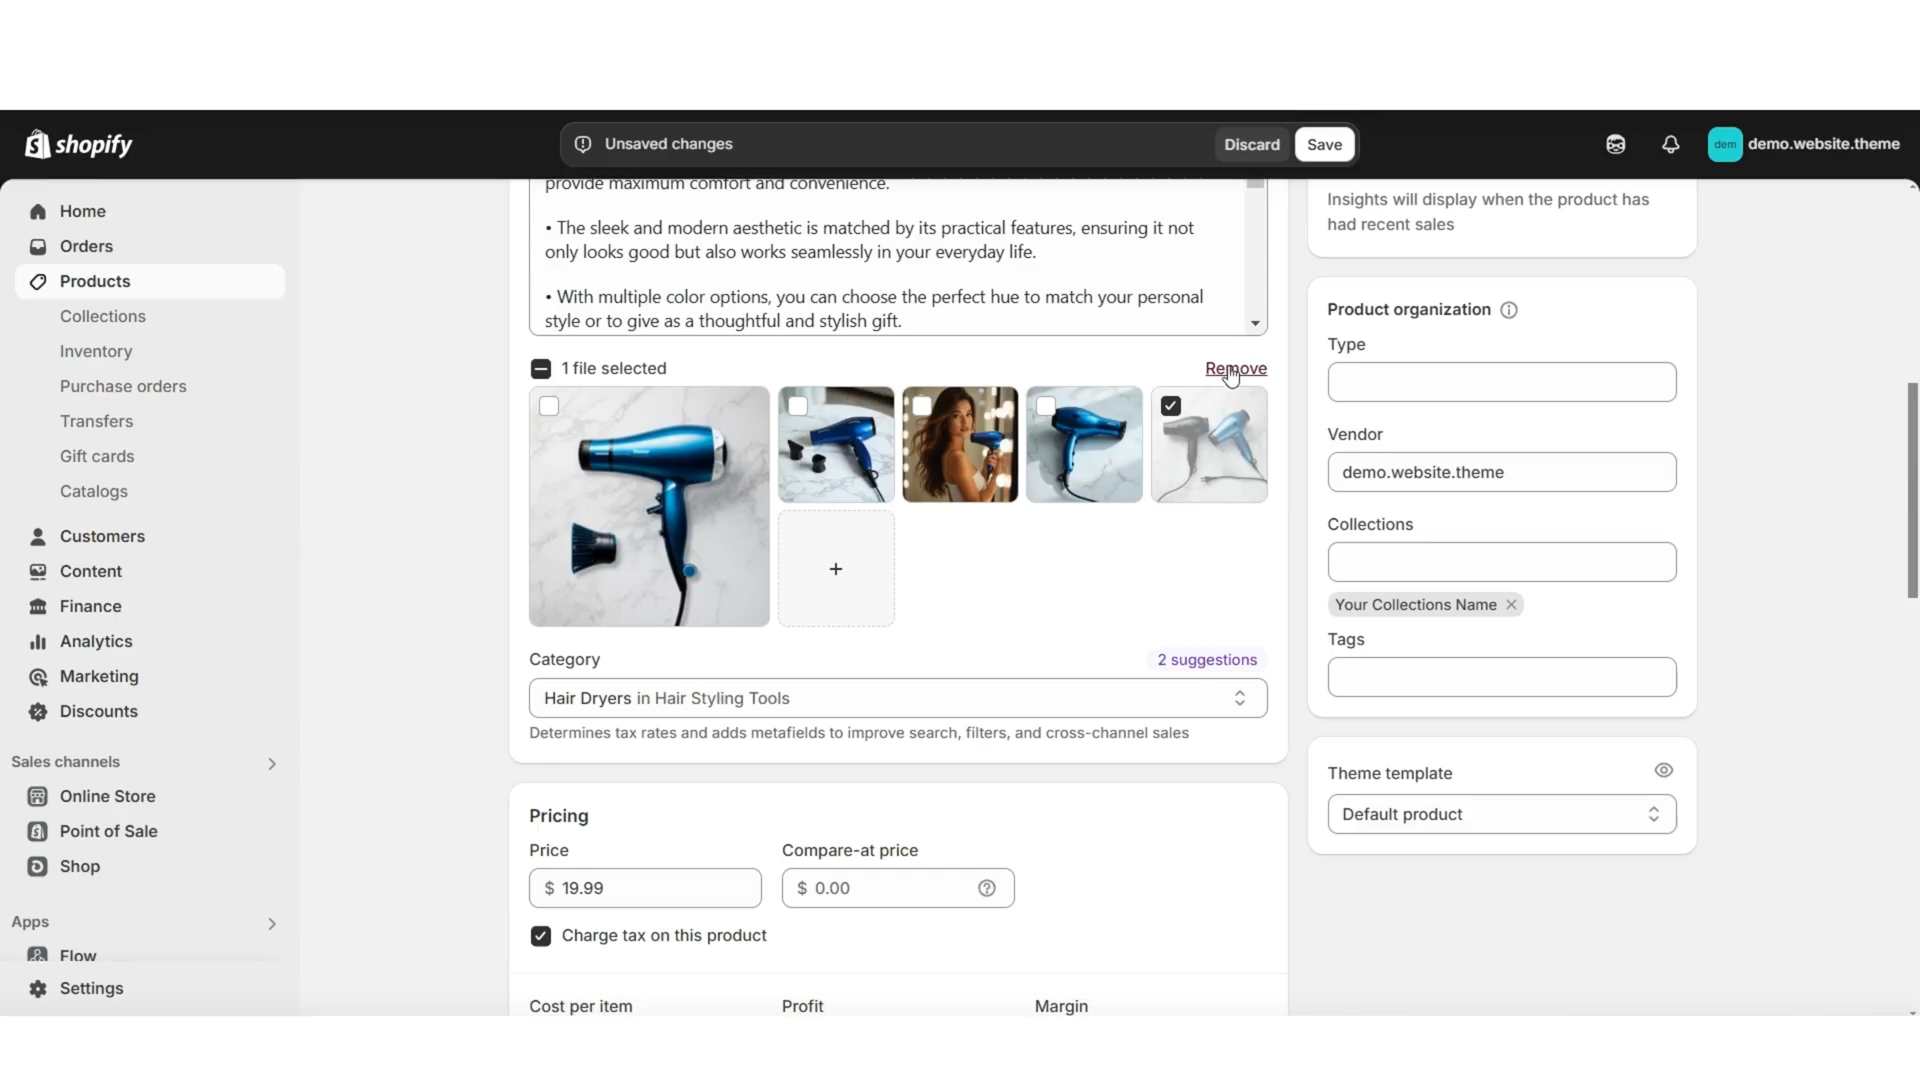 shopify
Unsaved changes
Discard
Save
dem
demo.website.theme
Home
Orders
Products
Collections
Inventory
Purchase orders
Transfers
Gift cards
Catalogs
Customers
Content
Finance
Analytics
Marketing
Discounts
Sales channels
Online Store
Point of Sale
Shop
Apps
Flow
Settings
provide maximum comfort and convenience.
• The sleek and modern aesthetic is matched by its practical features, ensuring it not
only looks good but also works seamlessly in your everyday life.
• With multiple color options, you can choose the perfect hue to match your personal
style or to give as a thoughtful and stylish gift.
1 file selected
Remove
Category
2 suggestions
Hair Dryers in Hair Styling Tools
Determines tax rates and adds metafields to improve search, filters, and cross-channel sales
Pricing
Price
Compare-at price
$ 19.99
$ 0.00
Charge tax on this product
Cost per item
Profit
Margin
Insights will display when the product has
had recent sales
Product organization
Type
Vendor
demo.website.theme
Collections
Your Collections Name
Tags
Theme template
Default product